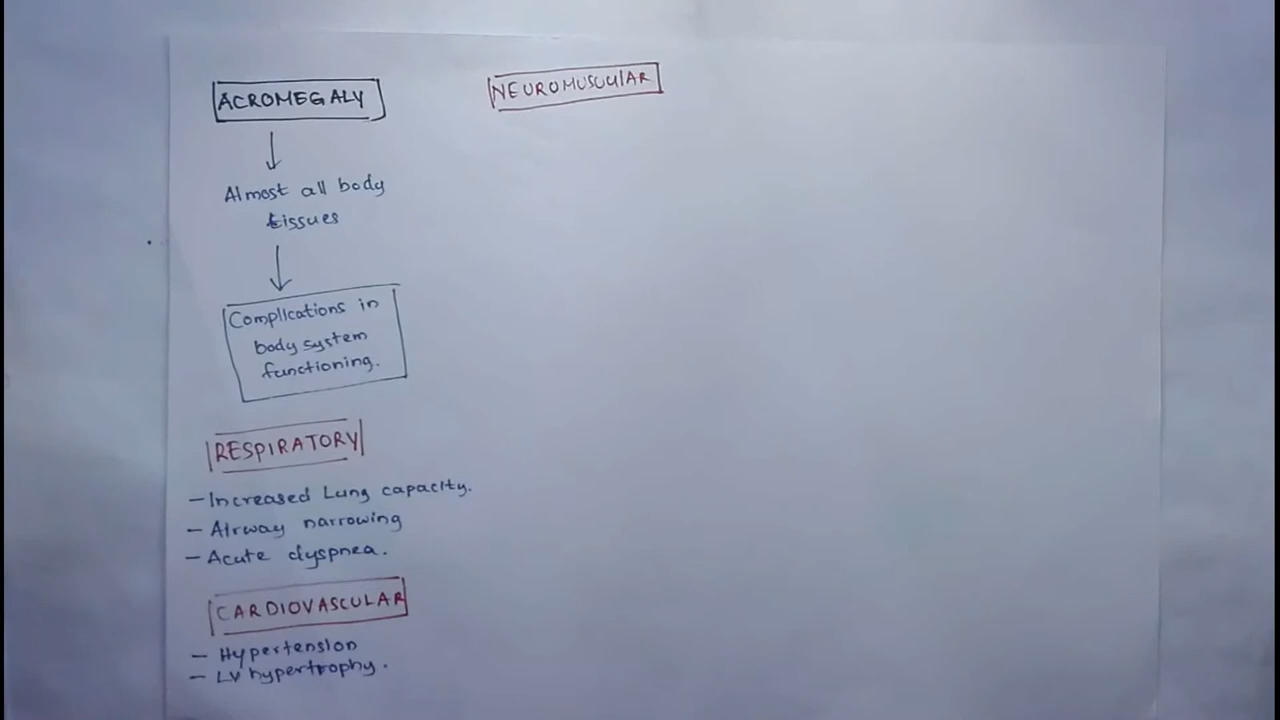 ACROMEGALY
Almost all body
tissues
Complications in
body system
functioning.
RESPIRATORY
- Increased Lung capacity.
- Airway narrowing
- Acute dyspnea.
CARDIOVASCULAR
- Hypertension
- LV hypertrophy.
NEUROMUSCULAR